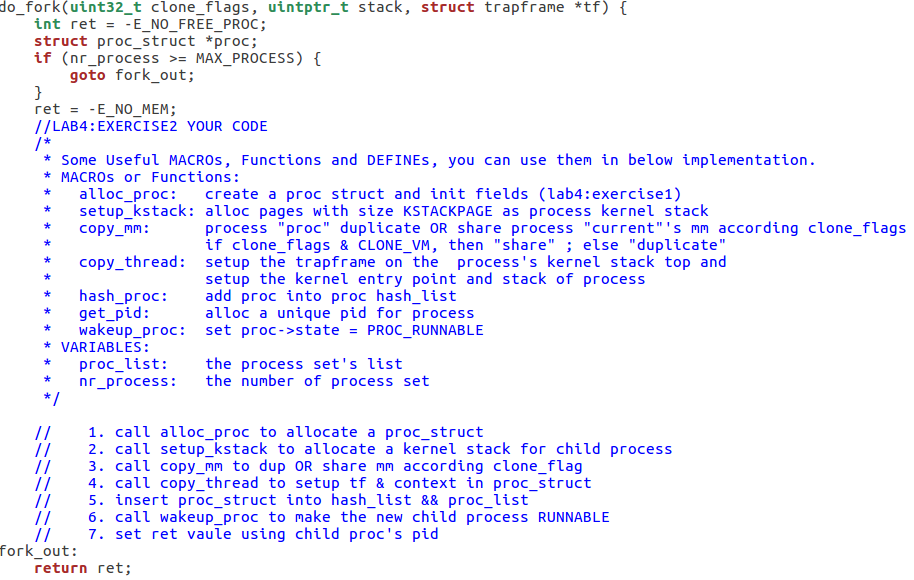 do_fork(uint32_t clone_flags, uintptr_t stack, struct trapframe *tf) {
    int ret = -E_NO_FREE_PROC;
    struct proc_struct *proc;
    if (nr_process >= MAX_PROCESS) {
        goto fork_out;
    }
    ret = -E_NO_MEM;
    //LAB4:EXERCISE2 YOUR CODE
    /*
     * Some Useful MACROs, Functions and DEFINEs, you can use them in below implementation.
     * MACROs or Functions:
     *   alloc_proc:   create a proc struct and init fields (lab4:exercise1)
     *   setup_kstack: alloc pages with size KSTACKPAGE as process kernel stack
     *   copy_mm:      process "proc" duplicate OR share process "current"'s mm according clone_flags
     *                 if clone_flags & CLONE_VM, then "share" ; else "duplicate"
     *   copy_thread:  setup the trapframe on the  process's kernel stack top and
     *                 setup the kernel entry point and stack of process
     *   hash_proc:    add proc into proc hash_list
     *   get_pid:      alloc a unique pid for process
     *   wakeup_proc:  set proc->state = PROC_RUNNABLE
     * VARIABLES:
     *   proc_list:    the process set's list
     *   nr_process:   the number of process set
     */

    //    1. call alloc_proc to allocate a proc_struct
    //    2. call setup_kstack to allocate a kernel stack for child process
    //    3. call copy_mm to dup OR share mm according clone_flag
    //    4. call copy_thread to setup tf & context in proc_struct
    //    5. insert proc_struct into hash_list && proc_list
    //    6. call wakeup_proc to make the new child process RUNNABLE
    //    7. set ret vaule using child proc's pid
fork_out:
    return ret;